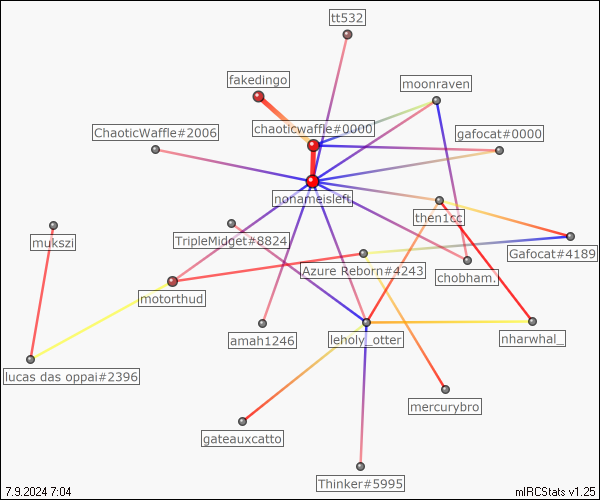 tt532
fakedingo
moonraven
chaoticwaffle#0000
ChaoticWaffle#2006
gafocat#0000
nonameisleft
then1cc
mukszi
TripleMidget#8824
Gafocat#4189
Azure Reborn#4243
chobham.
motorthud
amah1246
leholy_otter
nharwhal_
lucas das oppai#2396
mercurybro
gateauxcatto
Thinker#5995
7.9.2024 7:04
mIRCStats v1.25